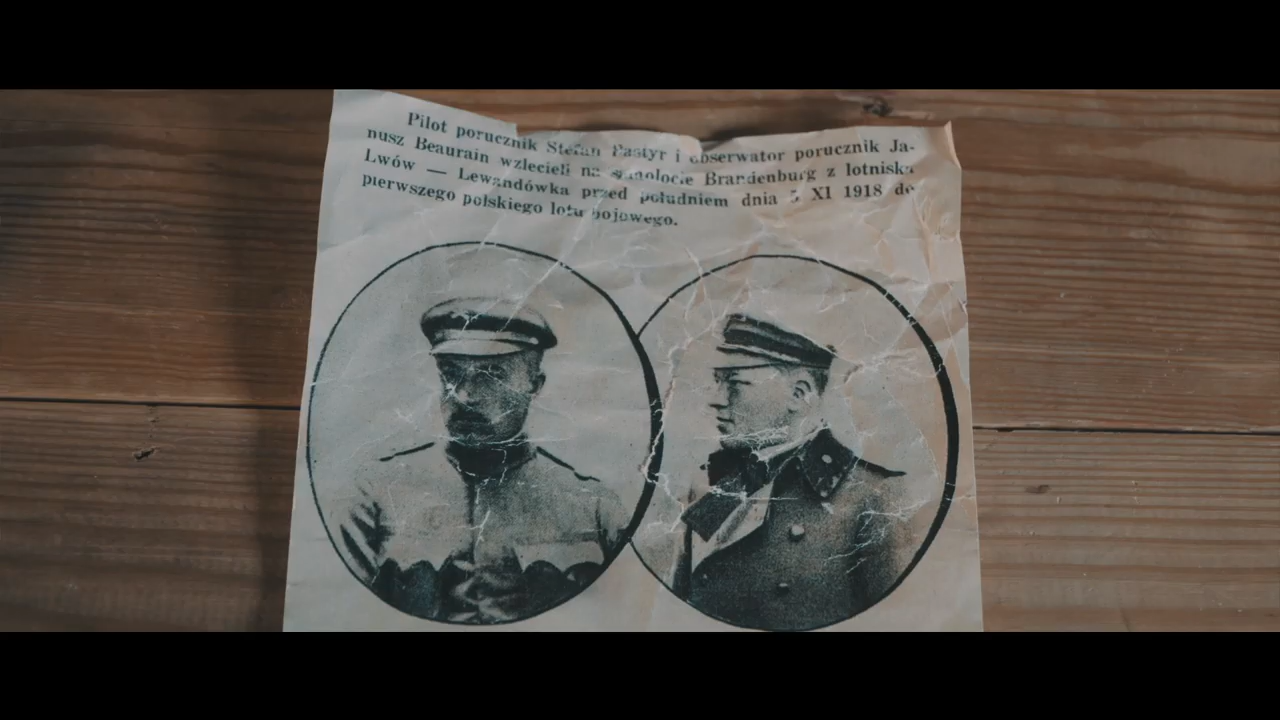 Pilot porucznik Stefan Bastyr i obserwator porucznik Ja-
nusz Beaurain wzlecieli na samolocie Brandenburg z lotniska
Lwów — Lewandówka przed południem dnia 5 XI 1918 do
pierwszego polskiego lotu bojowego.